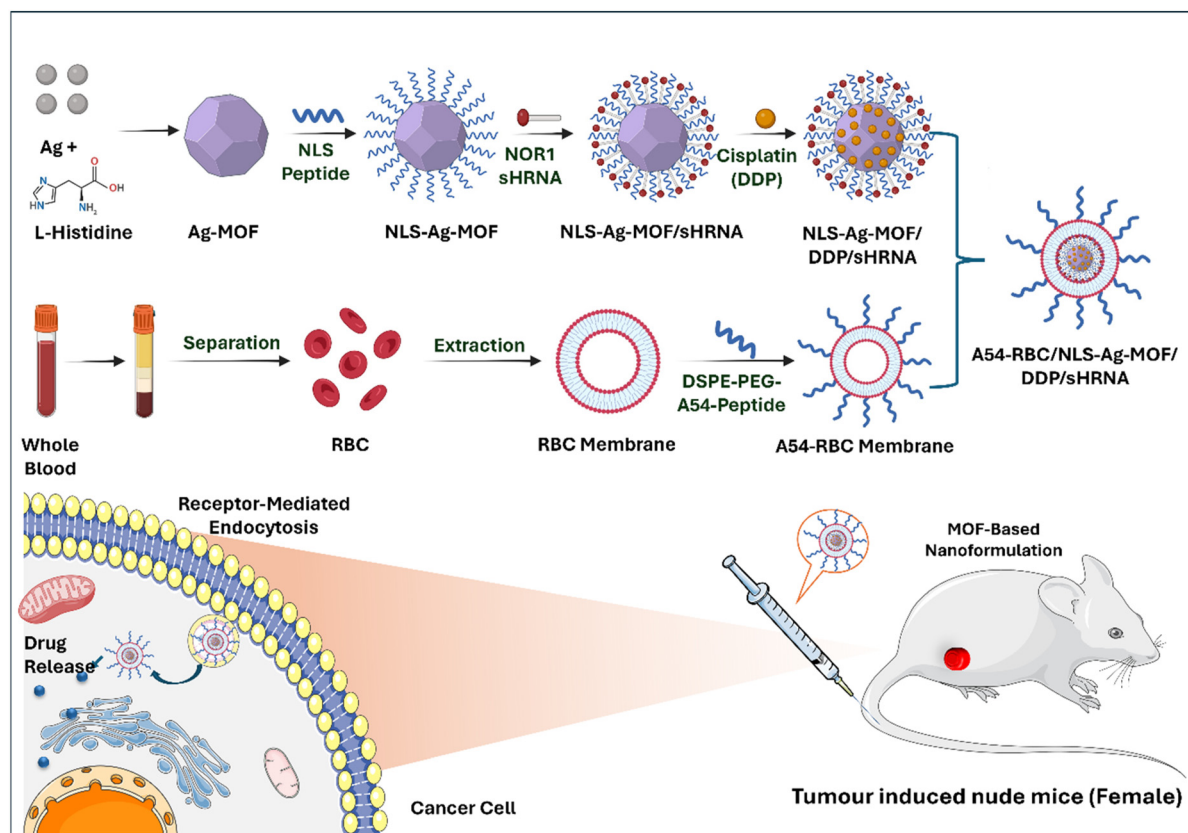 Ag +
N
HN
O
OH
NH₂
L-Histidine
Ag-MOF
NLS
Peptide
NLS-Ag-MOF
NOR1
sHRNA
NLS-Ag-MOF/sHRNA
Cisplatin
(DDP)
NLS-Ag-MOF/
DDP/sHRNA
A54-RBC/NLS-Ag-MOF/
DDP/sHRNA
Whole
Blood
Separation
RBC
Extraction
RBC Membrane
DSPE-PEG-
A54-Peptide
A54-RBC Membrane
Receptor-Mediated
Endocytosis
Drug
Release
Cancer Cell
MOF-Based
Nanoformulation
Tumour induced nude mice (Female)